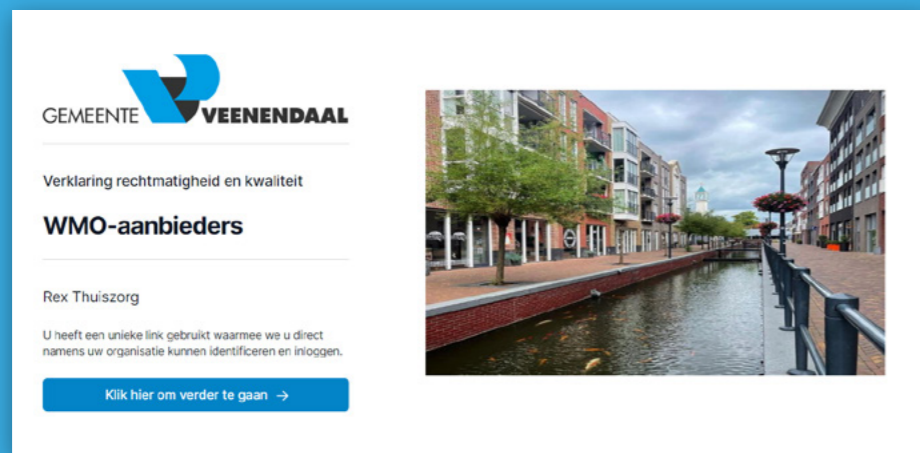 GEMEENTE VEENENDAAL
Verklaring rechtmatigheid en kwaliteit
WMO-aanbieders
Rex Thuiszorg
U heeft een unieke link gebruikt waarmee we u direct
namens uw organisatie kunnen identificeren en inloggen.
Klik hier om verder te gaan →